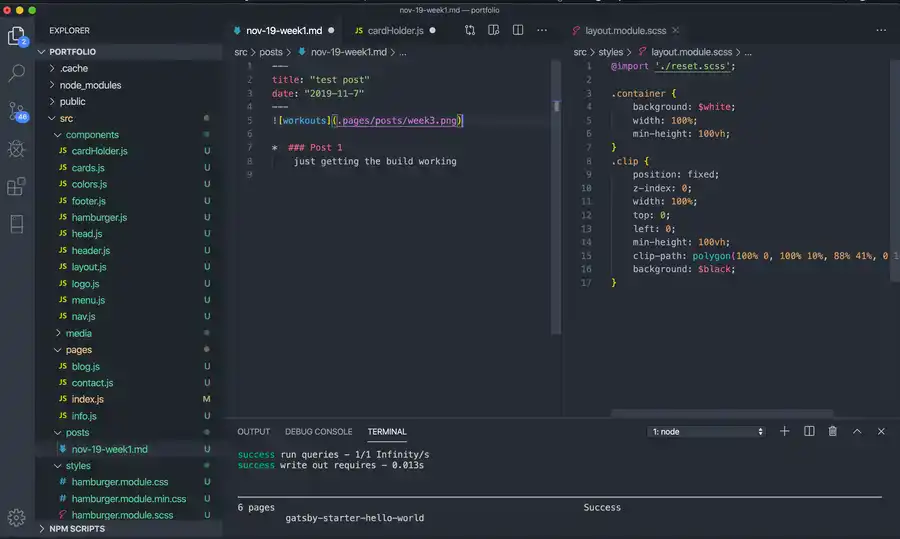 nov-19-week1.md — portfolio
EXPLORER
PORTFOLIO
.cache
node_modules
public
src
components
JS cardHolder.js U
JS cards.js U
JS colors.js U
JS footer.js U
JS hamburger.js U
JS head.js U
JS header.js U
JS layout.js U
JS logo.js U
JS menu.js U
JS nav.js U
media
pages
JS blog.js U
JS contact.js U
JS index.js M
JS info.js U
posts
nov-19-week1.md U
styles
# hamburger.module.css U
# hamburger.module.min.css U
hamburger.module.scss U
NPM SCRIPTS
2
46
nov-19-week1.md
JS cardHolder.js
src > posts > nov-19-week1.md > ...
1 ---
2 title: "test post"
3 date: "2019-11-7"
4 ---
5 ![workouts](.pages/posts/week3.png)
6
7 * ### Post 1
8 just getting the build working
9
layout.module.scss
src > styles > layout.module.scss > ...
1 @import './reset.scss';
2
3 .container {
4 background: $white;
5 width: 100%;
6 min-height: 100vh;
7 }
8 .clip {
9 position: fixed;
10 z-index: 0;
11 width: 100%;
12 top: 0;
13 left: 0;
14 min-height: 100vh;
15 clip-path: polygon(100% 0, 100% 10%, 88% 41%, 0 1
16 background: $black;
17 }
OUTPUT DEBUG CONSOLE TERMINAL
1: node
success run queries - 1/1 Infinity/s
success write out requires - 0.013s
6 pages Success
gatsby-starter-hello-world